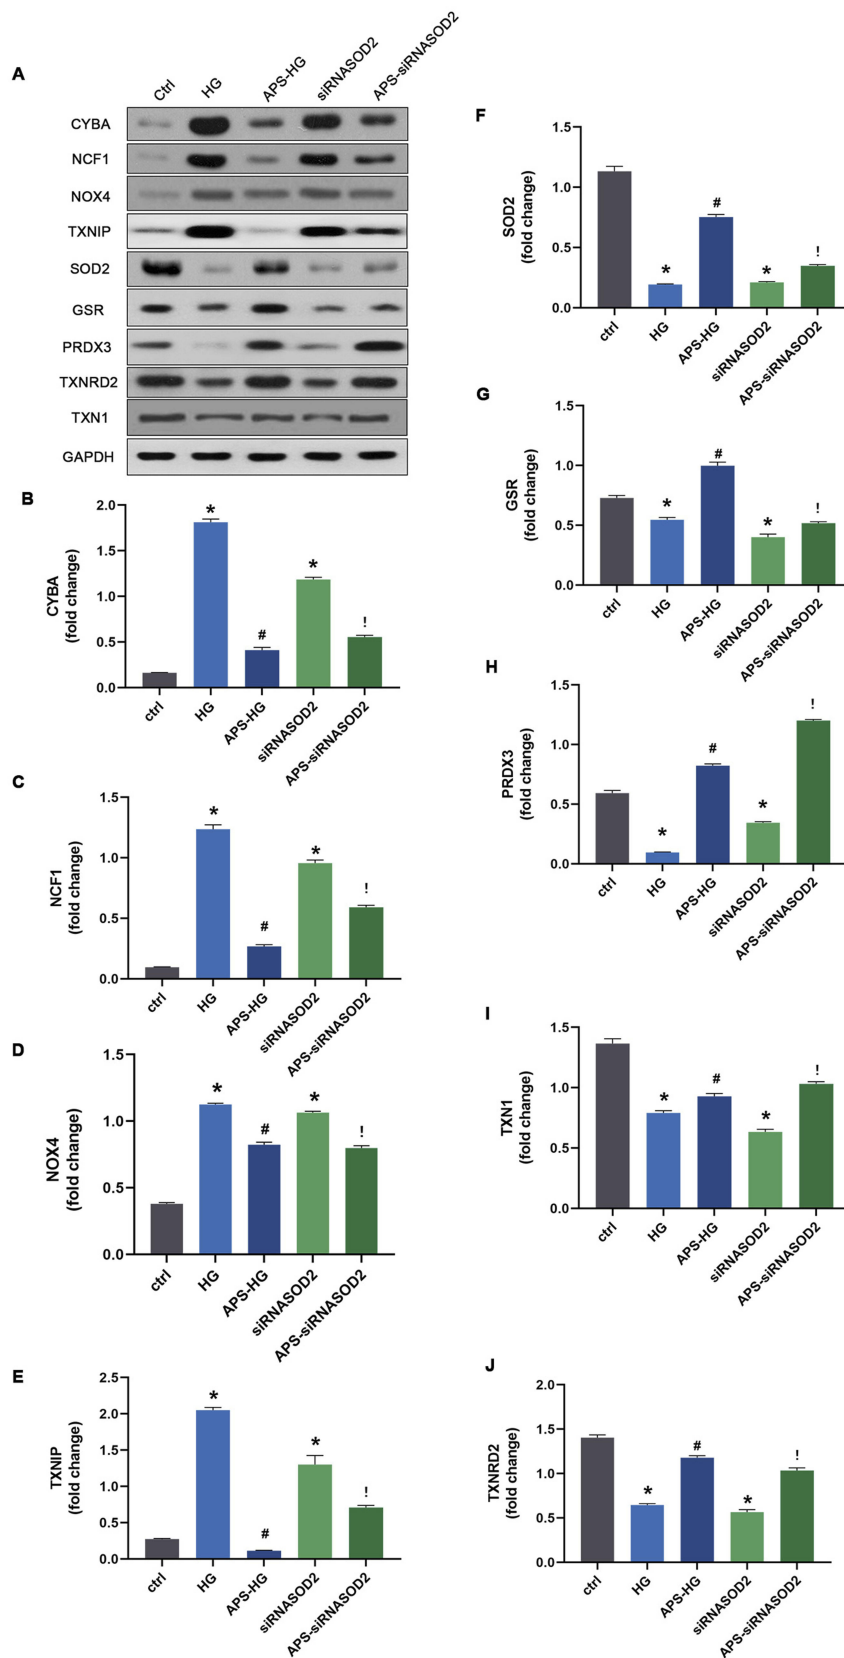 A
Ctrl
HG
APS-HG
siRNASOD2
APS-siRNASOD2
CYBA
NCF1
NOX4
TXNIP
SOD2
GSR
PRDX3
TXNRD2
TXN1
GAPDH
B
CYBA
(fold change)
2.0
1.5
1.0
0.5
0.0
*
#
*
!
ctrl
HG
APS-HG
siRNASOD2
APS-siRNASOD2
C
NCF1
(fold change)
1.5
1.0
0.5
0.0
*
#
*
!
ctrl
HG
APS-HG
siRNASOD2
APS-siRNASOD2
D
NOX4
(fold change)
1.5
1.0
0.5
0.0
*
#
*
!
ctrl
HG
APS-HG
siRNASOD2
APS-siRNASOD2
E
TXNIP
(fold change)
2.5
2.0
1.5
1.0
0.5
0.0
*
#
*
!
ctrl
HG
APS-HG
siRNASOD2
APS-siRNASOD2
F
SOD2
(fold change)
1.5
1.0
0.5
0.0
*
#
*
!
ctrl
HG
APS-HG
siRNASOD2
APS-siRNASOD2
G
GSR
(fold change)
1.5
1.0
0.5
0.0
*
#
*
!
ctrl
HG
APS-HG
siRNASOD2
APS-siRNASOD2
H
PRDX3
(fold change)
1.5
1.0
0.5
0.0
*
#
*
!
ctrl
HG
APS-HG
siRNASOD2
APS-siRNASOD2
I
TXN1
(fold change)
1.5
1.0
0.5
0.0
*
#
*
!
ctrl
HG
APS-HG
siRNASOD2
APS-siRNASOD2
J
TXNRD2
(fold change)
2.0
1.5
1.0
0.5
0.0
*
#
*
!
ctrl
HG
APS-HG
siRNASOD2
APS-siRNASOD2